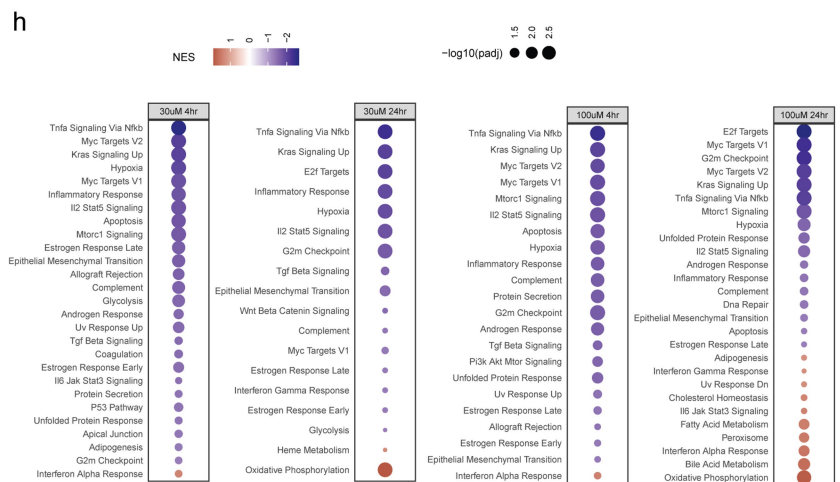 h
NES
1
0
−1
−2
−log10(padj)
1.5
2.0
2.5
30uM 4hr
Tnfa Signaling Via Nfkb
Myc Targets V2
Kras Signaling Up
Hypoxia
Myc Targets V1
Inflammatory Response
Il2 Stat5 Signaling
Apoptosis
Mtorc1 Signaling
Estrogen Response Late
Epithelial Mesenchymal Transition
Allograft Rejection
Complement
Glycolysis
Androgen Response
Uv Response Up
Tgf Beta Signaling
Coagulation
Estrogen Response Early
Il6 Jak Stat3 Signaling
Protein Secretion
P53 Pathway
Unfolded Protein Response
Apical Junction
Adipogenesis
G2m Checkpoint
Interferon Alpha Response
30uM 24hr
Tnfa Signaling Via Nfkb
Kras Signaling Up
E2f Targets
Inflammatory Response
Hypoxia
Il2 Stat5 Signaling
G2m Checkpoint
Tgf Beta Signaling
Epithelial Mesenchymal Transition
Wnt Beta Catenin Signaling
Complement
Myc Targets V1
Estrogen Response Late
Interferon Gamma Response
Estrogen Response Early
Glycolysis
Heme Metabolism
Oxidative Phosphorylation
100uM 4hr
Tnfa Signaling Via Nfkb
Kras Signaling Up
Myc Targets V2
Myc Targets V1
Mtorc1 Signaling
Il2 Stat5 Signaling
Apoptosis
Hypoxia
Inflammatory Response
Complement
Protein Secretion
G2m Checkpoint
Androgen Response
Tgf Beta Signaling
Pi3k Akt Mtor Signaling
Unfolded Protein Response
Uv Response Up
Estrogen Response Late
Allograft Rejection
Estrogen Response Early
Epithelial Mesenchymal Transition
Interferon Alpha Response
100uM 24hr
E2f Targets
Myc Targets V1
G2m Checkpoint
Myc Targets V2
Kras Signaling Up
Tnfa Signaling Via Nfkb
Mtorc1 Signaling
Hypoxia
Unfolded Protein Response
Il2 Stat5 Signaling
Androgen Response
Inflammatory Response
Complement
Dna Repair
Epithelial Mesenchymal Transition
Apoptosis
Estrogen Response Late
Adipogenesis
Interferon Gamma Response
Uv Response Dn
Cholesterol Homeostasis
Il6 Jak Stat3 Signaling
Fatty Acid Metabolism
Peroxisome
Interferon Alpha Response
Bile Acid Metabolism
Oxidative Phosphorylation